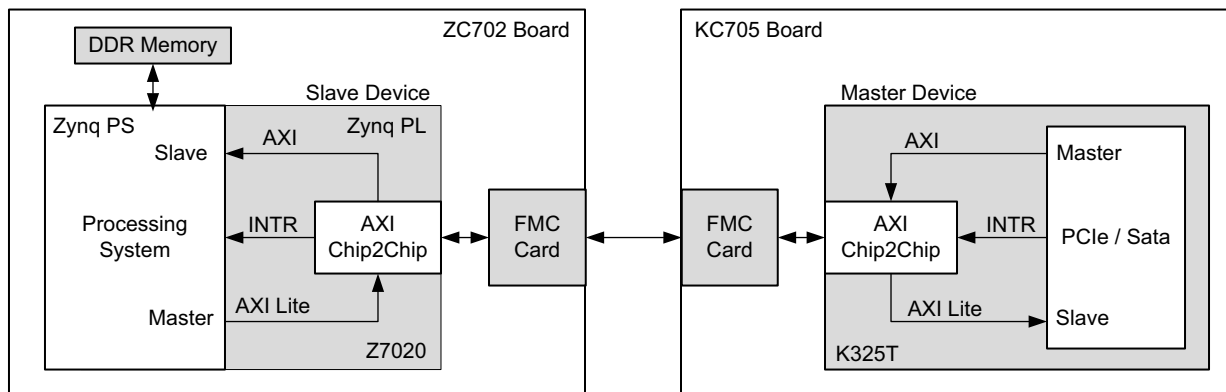 ZC702 Board
DDR Memory
Slave Device
Zynq PS
Zynq PL
Slave
AXI
Processing
System
INTR
AXI
Chip2Chip
Master
AXI Lite
Z7020
FMC
Card
KC705 Board
FMC
Card
Master Device
AXI
Master
AXI
Chip2Chip
INTR
PCIe / Sata
AXI Lite
Slave
K325T